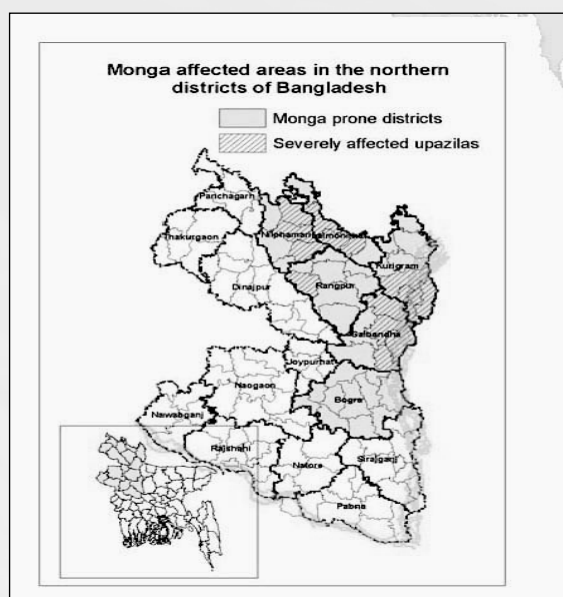 Monga affected areas in the northern
districts of Bangladesh
Monga prone districts
Severely affected upazilas
Panchagarh
Nilphamari
Lalmonirhat
Thakurgaon
Kurigram
Dinajpur
Rangpur
Gaibandha
Joypurhat
Naogaon
Bogra
Nawabganj
Rajshahi
Natore
Sirajganj
Pabna